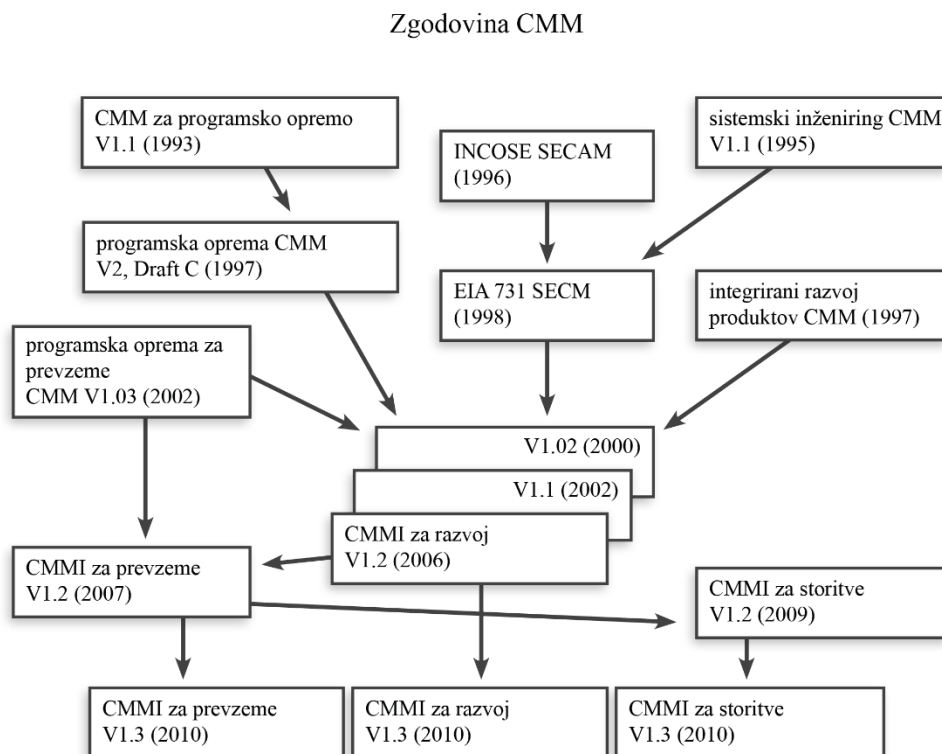 Zgodovina CMM
CMM za programsko opremo
V1.1 (1993)
INCOSE SECAM
(1996)
sistemski inženiring CMM
V1.1 (1995)
programska oprema CMM
V2, Draft C (1997)
EIA 731 SECM
(1998)
integrirani razvoj
produktov CMM (1997)
programska oprema za
prevzeme
CMM V1.03 (2002)
V1.02 (2000)
V1.1 (2002)
CMMI za razvoj
V1.2 (2006)
CMMI za prevzeme
V1.2 (2007)
CMMI za storitve
V1.2 (2009)
CMMI za prevzeme
V1.3 (2010)
CMMI za razvoj
V1.3 (2010)
CMMI za storitve
V1.3 (2010)